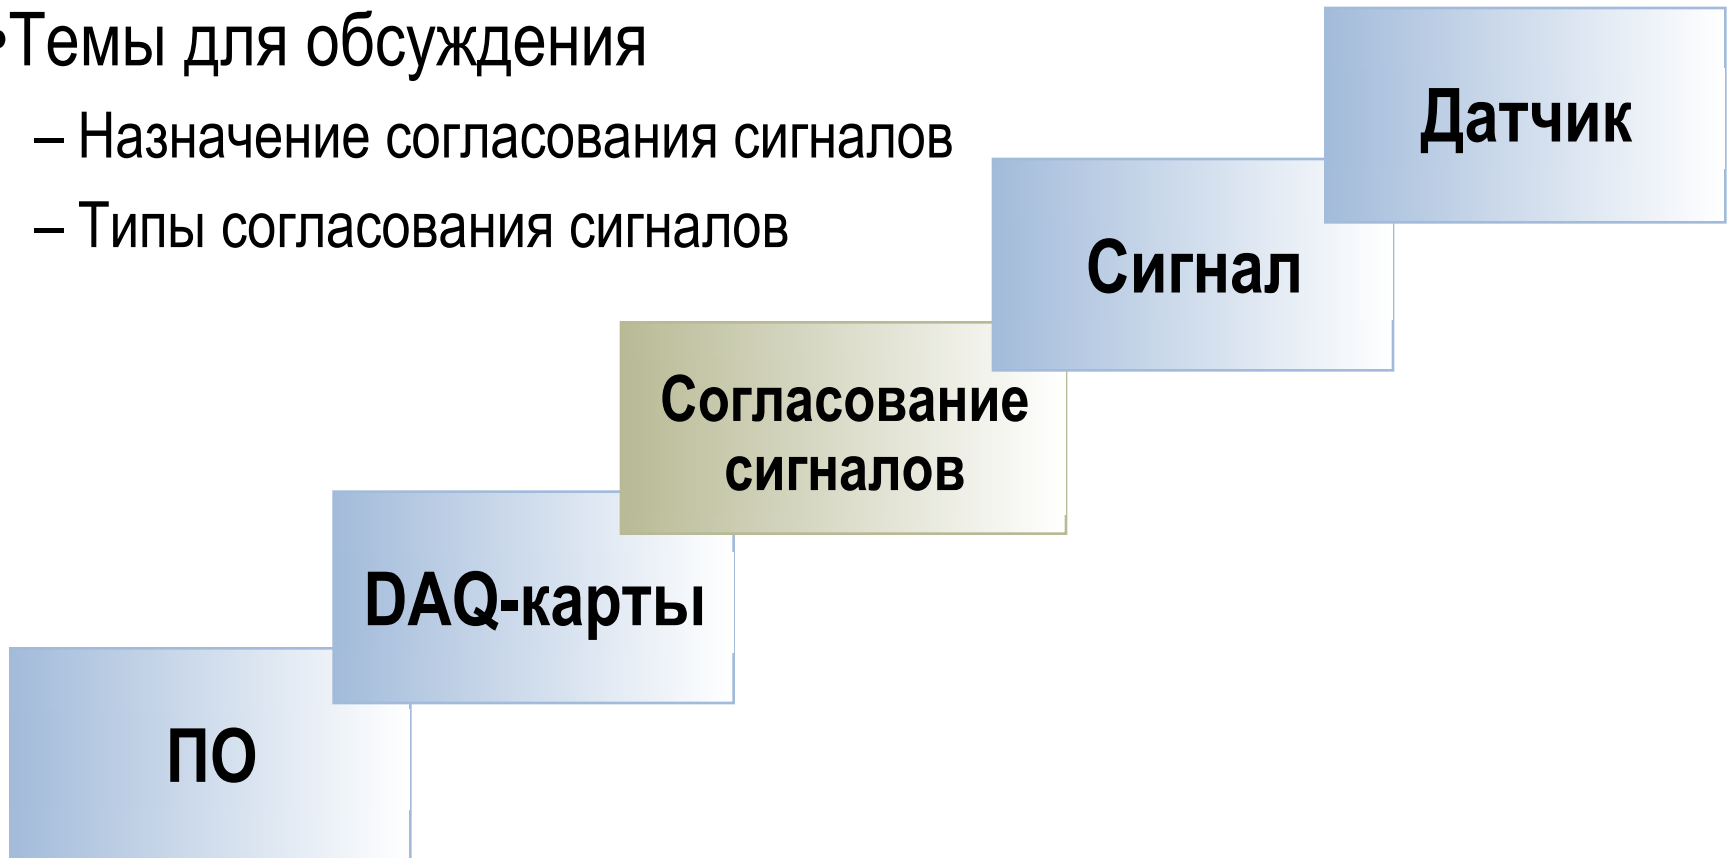 •Темы для обсуждения
– Назначение согласования сигналов
– Типы согласования сигналов
Датчик
Сигнал
Согласование
сигналов
DAQ-карты
ПО